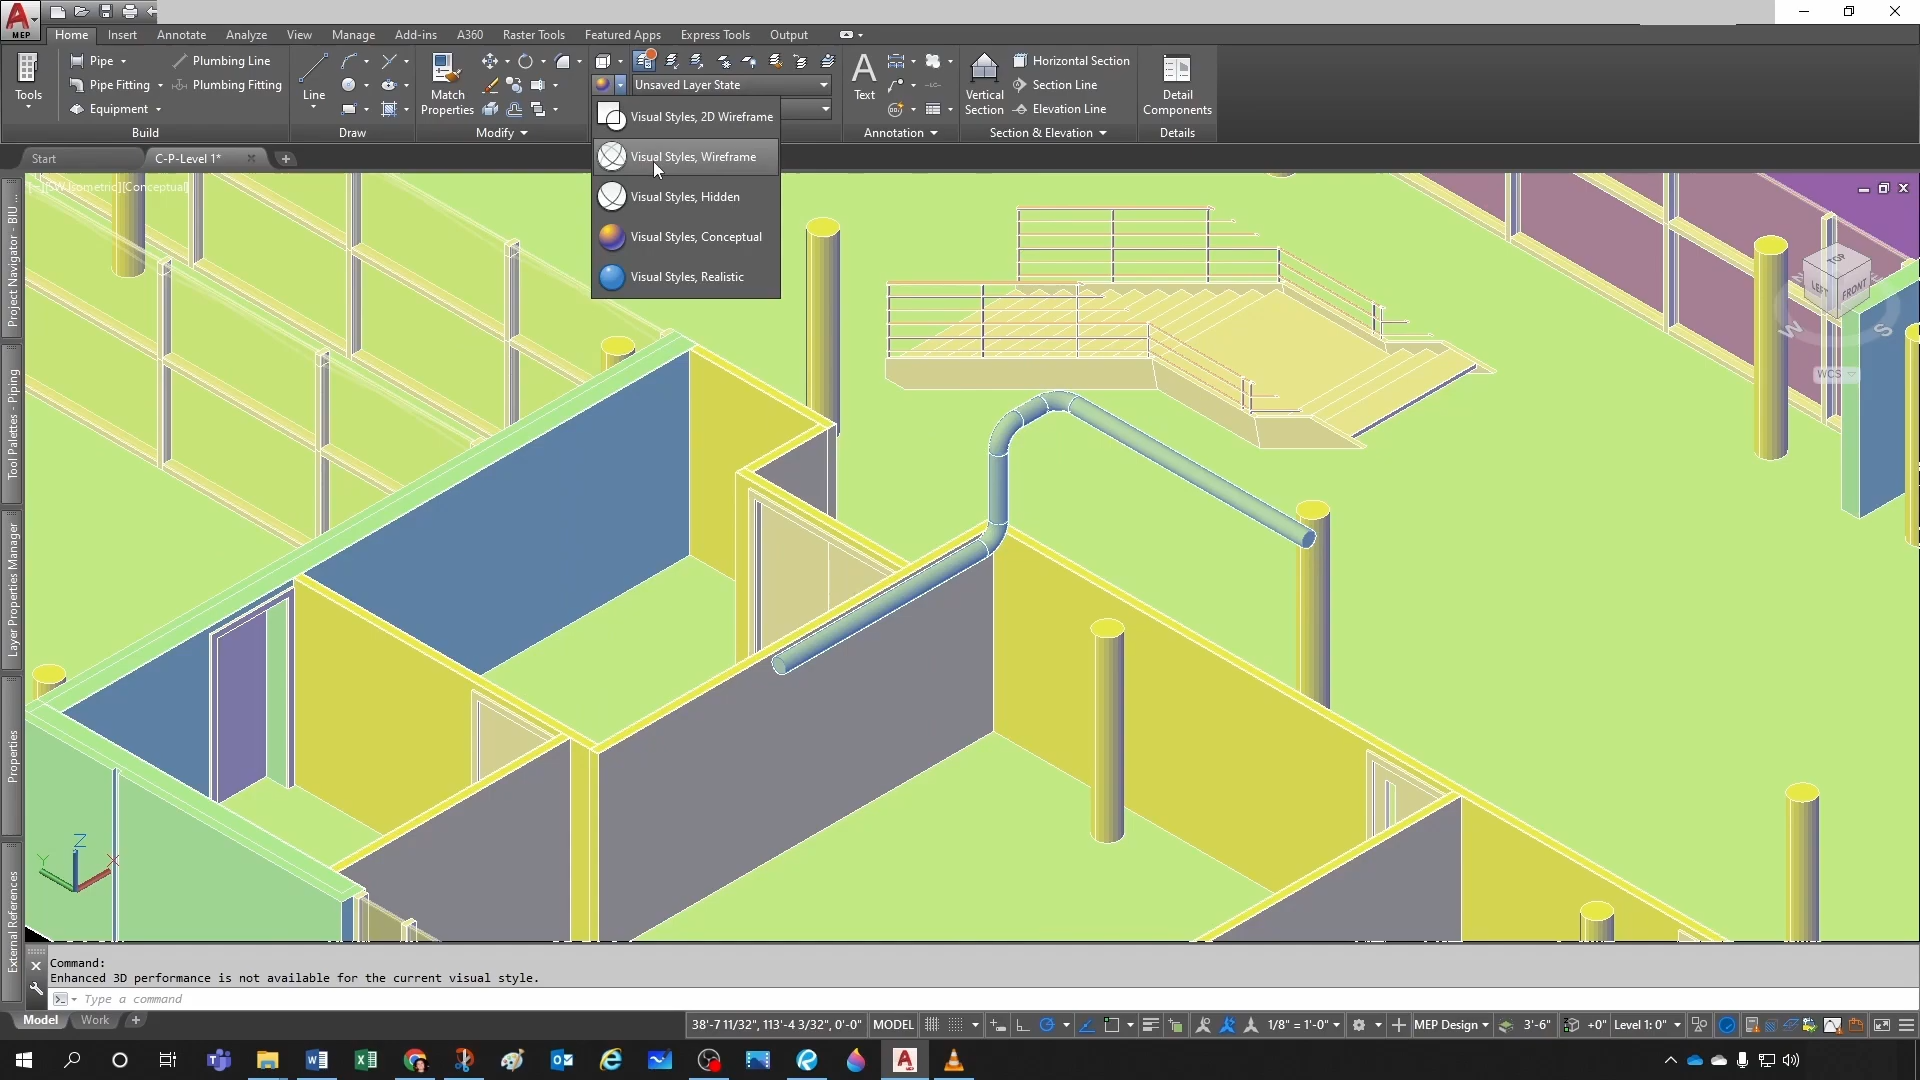 A
MEP
Home Insert Annotate Analyze View Manage Add-ins A360 Raster Tools Featured Apps Express Tools Output
Tools
Pipe
Pipe Fitting
Equipment
Plumbing Line
Plumbing Fitting
Build
Line
Draw
Match
Properties
Modify
Unsaved Layer State
Visual Styles, 2D Wireframe
Visual Styles, Wireframe
Visual Styles, Hidden
Visual Styles, Conceptual
Visual Styles, Realistic
A
Text
Annotation
Vertical
Section
Horizontal Section
Section Line
Elevation Line
Section & Elevation
Detail
Components
Details
Start
C-P-Level 1*
[-][SW Isometric][Conceptual]
TOP
LEFT
FRONT
W
S
WCS
Project Navigator - BIU ...
Tool Palettes - Piping
Layer Properties Manager
Properties
External References
Z
Y
X
Command:
Enhanced 3D performance is not available for the current visual style.
Type a command
Model Work
38'-7 11/32", 113'-4 3/32", 0'-0" MODEL 1/8" = 1'-0" MEP Design 3'-6" +0" Level 1: 0"